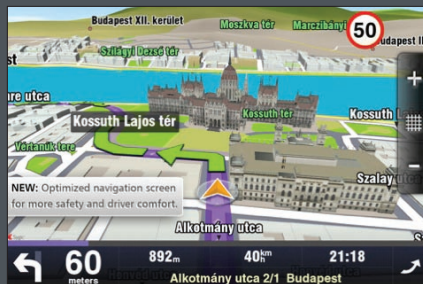 Budapest XII. kerület
Moszkva tér
Marczibányi
50
Budapest II
Szilágyi Dezső tér
Kossuth Lajos tér
Kossuth tér
Kossuth L
Vértanúk tere
Szalay utca
NEW: Optimized navigation screen
for more safety and driver comfort.
Alkotmány utca
60
meters
892m
40km/h
21:18
Alkotmány utca 2/1 Budapest